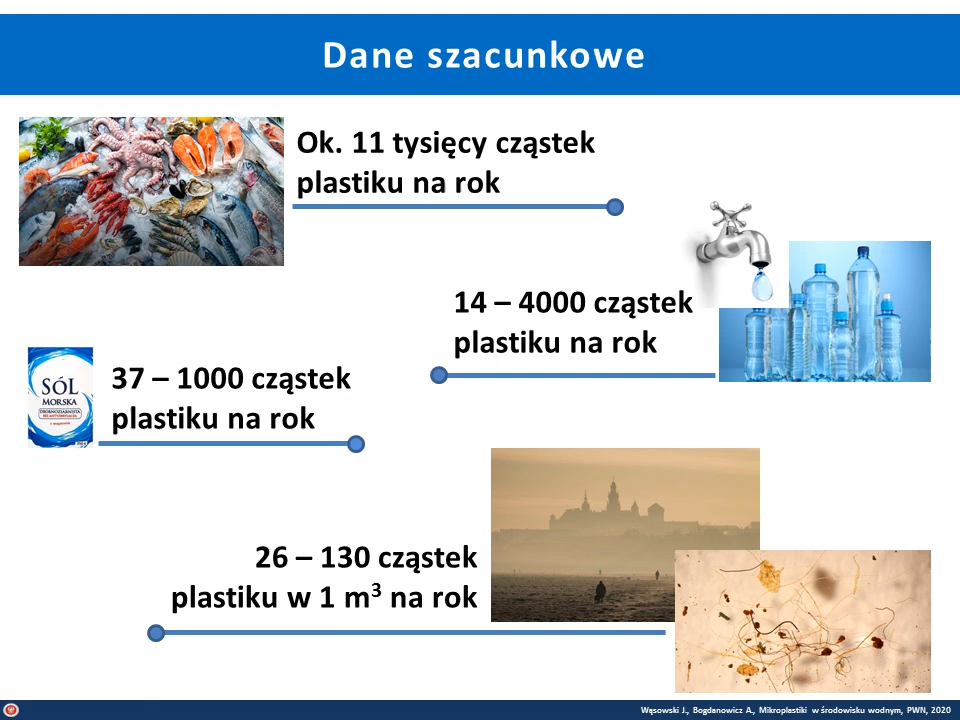 Dane szacunkowe
Ok. 11 tysięcy cząstek
plastiku na rok
14 – 4000 cząstek
plastiku na rok
SÓL
MORSKA
DROBNOZIARNISTA
37 – 1000 cząstek
plastiku na rok
26 – 130 cząstek
plastiku w 1 m³ na rok
Wąsowski J., Bogdanowicz A., Mikroplastiki w środowisku wodnym, PWN, 2020